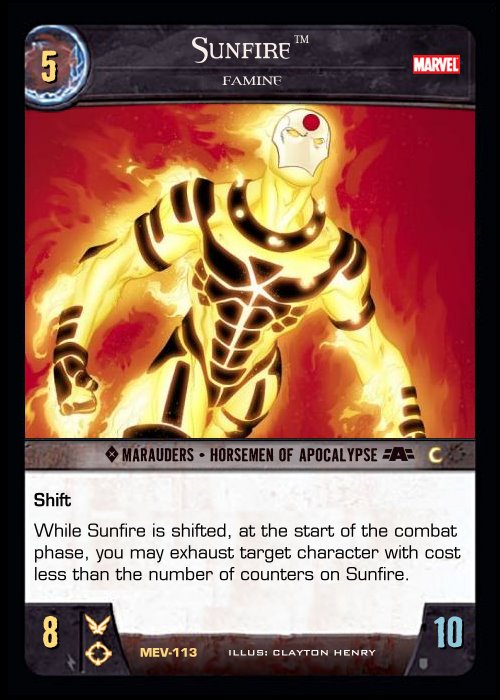 5
SUNFIRE™
MARVEL
FAMINE
MARAUDERS • HORSEMEN OF APOCALYPSE A C
Shift
While Sunfire is shifted, at the start of the combat
phase, you may exhaust target character with cost
less than the number of counters on Sunfire.
8
MEV-113 ILLUS: CLAYTON HENRY
10